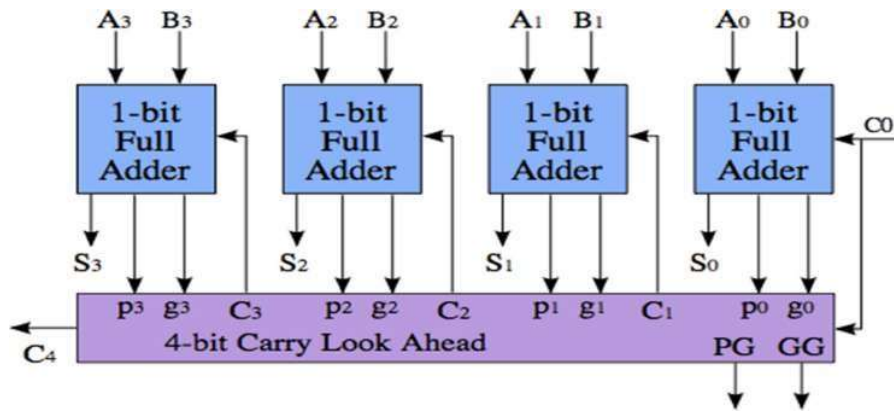 A3 B3 A2 B2 A1 B1 A0 B0
1-bit Full Adder
1-bit Full Adder
1-bit Full Adder
1-bit Full Adder
C0
S3 S2 S1 S0
p3 g3 C3 p2 g2 C2 p1 g1 C1 p0 g0
4-bit Carry Look Ahead PG GG
C4